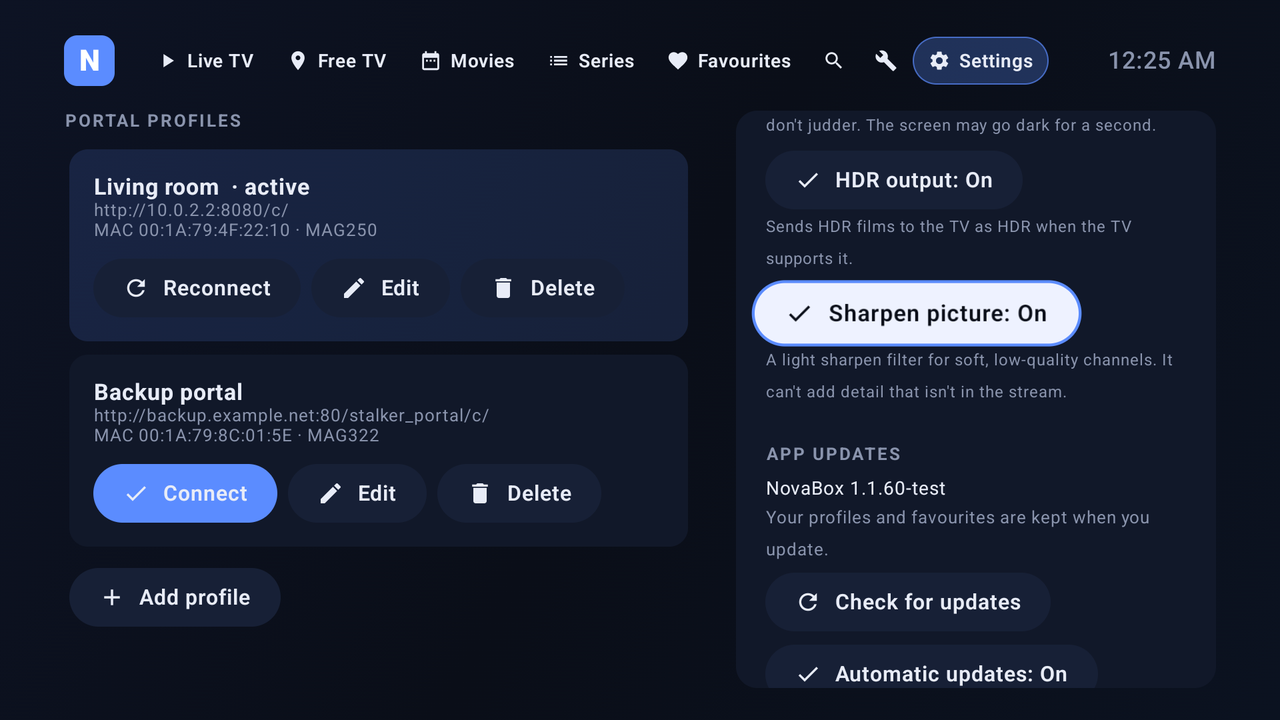 N
Live TV
Free TV
Movies
Series
Favourites
Settings
12:25 AM
PORTAL PROFILES
Living room · active
http://10.0.2.2:8080/c/
MAC 00:1A:79:4F:22:10 · MAG250
Reconnect
Edit
Delete
Backup portal
http://backup.example.net:80/stalker_portal/c/
MAC 00:1A:79:8C:01:5E · MAG322
Connect
Edit
Delete
Add profile
don't judder. The screen may go dark for a second.
HDR output: On
Sends HDR films to the TV as HDR when the TV
supports it.
Sharpen picture: On
A light sharpen filter for soft, low-quality channels. It
can't add detail that isn't in the stream.
APP UPDATES
NovaBox 1.1.60-test
Your profiles and favourites are kept when you
update.
Check for updates
Automatic updates: On